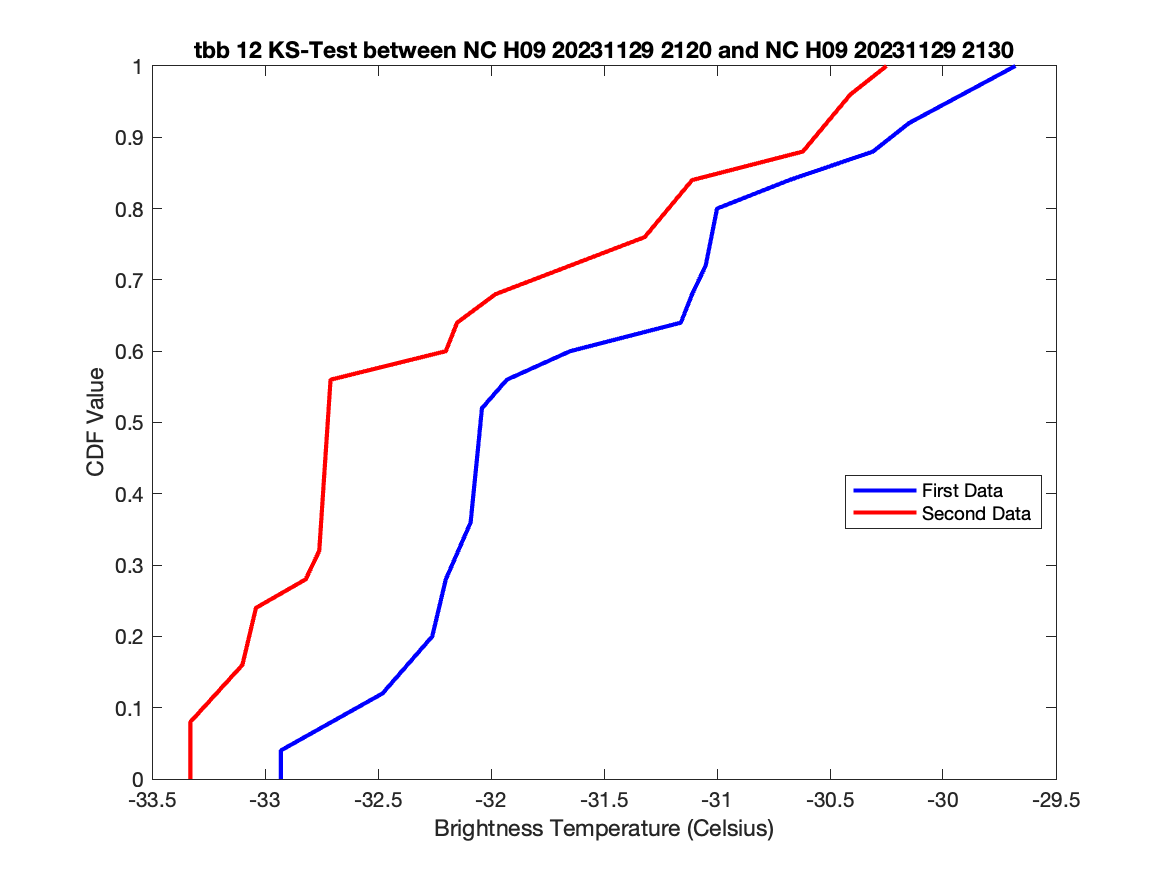 tbb 12 KS-Test between NC H09 20231129 2120 and NC H09 20231129 2130
1
0.9
0.8
0.7
0.6
0.5
0.4
0.3
0.2
0.1
0
CDF Value
First Data
Second Data
-33.5 -33 -32.5 -32 -31.5 -31 -30.5 -30 -29.5
Brightness Temperature (Celsius)